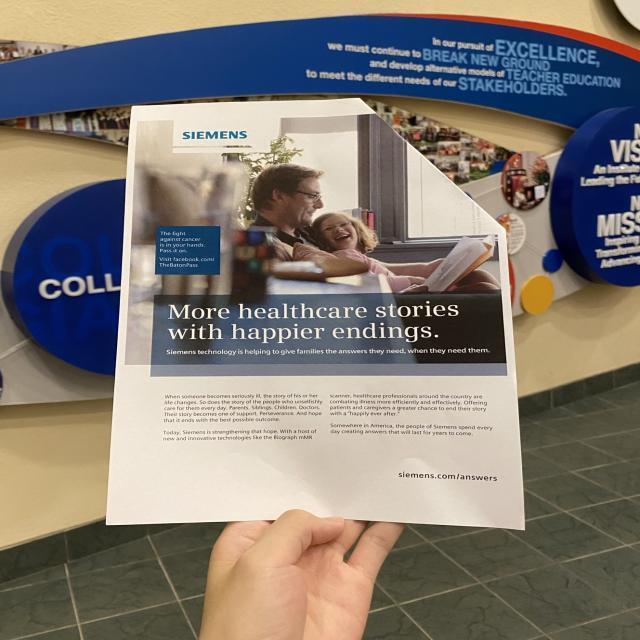 In our pursuit of EXCELLENCE,
we must continue to BREAK NEW GROUND
and develop alternative models of TEACHER EDUCATION
to meet the different needs of our STAKEHOLDERS.
SIEMENS
The fight
against cancer
is in your hands.
Pass it on.
Visit facebook.com/
TheBatonPass
More healthcare stories
with happier endings.
Siemens technology is helping to give families the answers they need, when they need them.
When someone becomes seriously ill, the story of his or her
life changes. So does the story of the people who unselfishly
care for them every day. Parents. Siblings. Children. Doctors.
Their story becomes one of support. Perseverance. And hope
that it ends with the best possible outcome.
Today, Siemens is strengthening that hope. With a host of
new and innovative technologies like the Biograph mMR
scanner, healthcare professionals around the country are
combating illness more efficiently and effectively. Offering
patients and caregivers a greater chance to end their story
with a "happily ever after."
Somewhere in America, the people of Siemens spend every
day creating answers that will last for years to come.
siemens.com/answers
COLL
VIS
An
Leading the
MISS